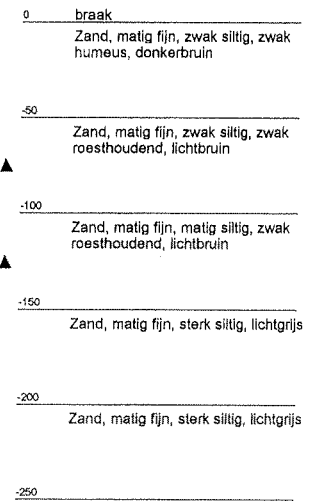 0 braak
Zand, matig fijn, zwak siltig, zwak
humeus, donkerbruin
-50
Zand, matig fijn, zwak siltig, zwak
roesthoudend, lichtbruin
-100
Zand, matig fijn, matig siltig, zwak
roesthoudend, lichtbruin
-150
Zand, matig fijn, sterk siltig, lichtgrijs
-200
Zand, matig fijn, sterk siltig, lichtgrijs
-250